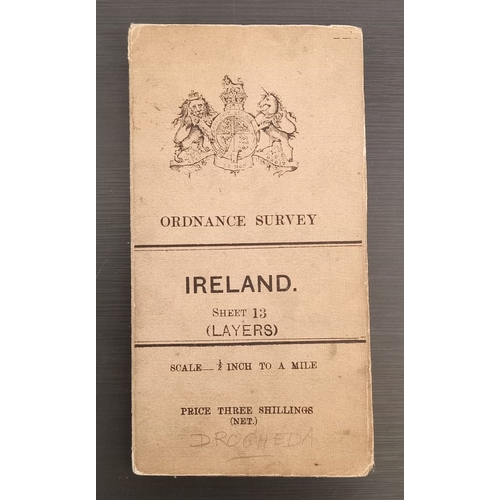 ORDNANCE SURVEY
IRELAND.
SHEET 13
(LAYERS)
SCALE—½ INCH TO A MILE
PRICE THREE SHILLINGS
(NET.)
DROGHEDA